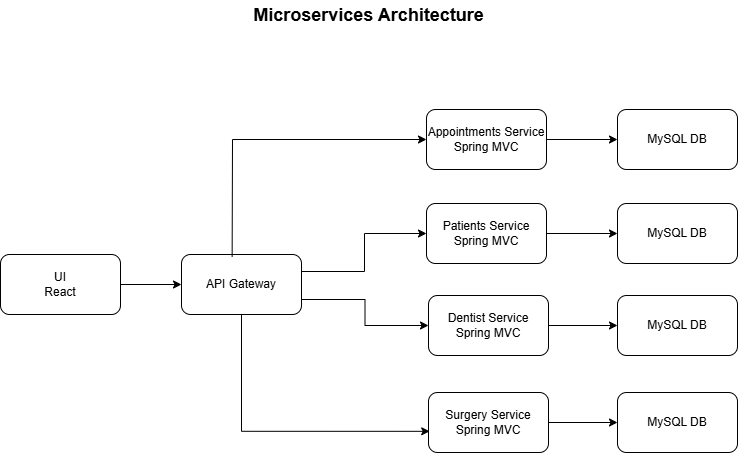 Microservices Architecture
Appointments Service
Spring MVC
MySQL DB
Patients Service
Spring MVC
MySQL DB
UI
React
API Gateway
Dentist Service
Spring MVC
MySQL DB
Surgery Service
Spring MVC
MySQL DB